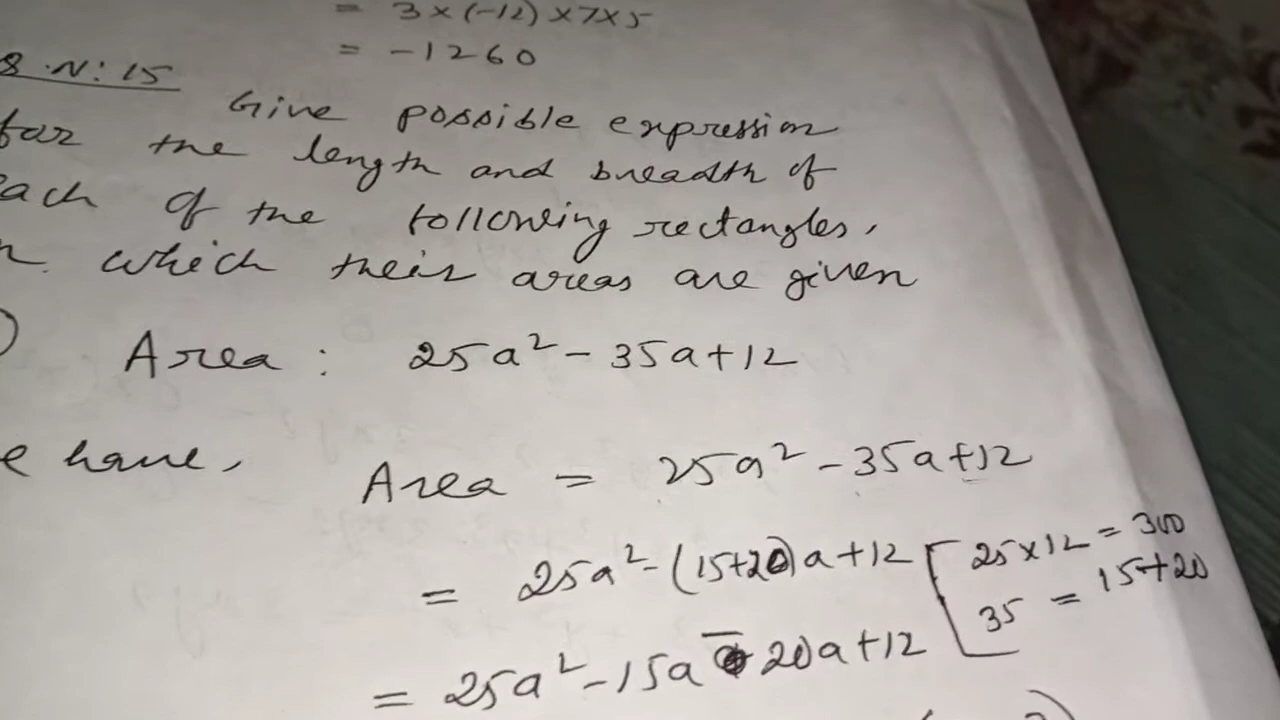 = 3×(-12)×7×5
= -1260
8.N: 15
Give possible expression
for the length and breadth of
each of the following rectangles,
n which their areas are given
) Area : 25a² - 35a+12
e have, Area = 25a² - 35a+12
= 25a² - (15+20)a+12 [ 25×12 = 300
35 = 15+20
= 25a² - 15a - 20a+12